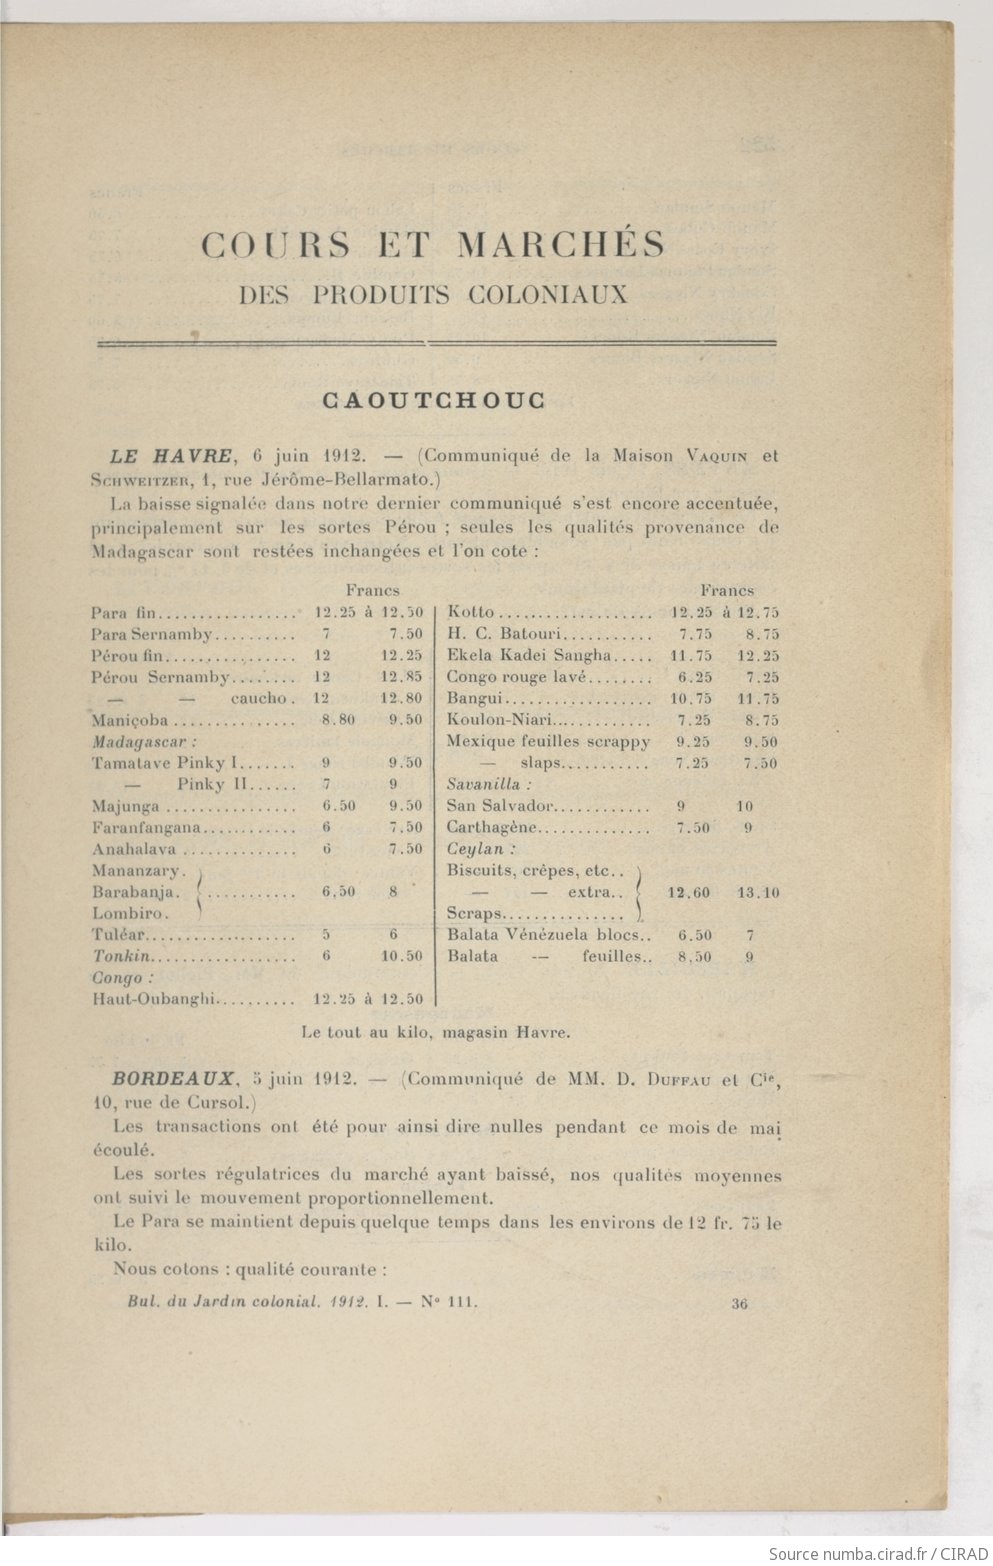 COURS ET MARCHÉS
DES PRODUITS COLONIAUX
CAOUTCHOUC
LE HAVRE, 6 juin 1912. — (Communiqué de la Maison VAQUIN et
SCHWEITZER, 1, rue Jérôme-Bellarmato.)
La baisse signalée dans notre dernier communiqué s'est encore accentuée,
principalement sur les sortes Pérou ; seules les qualités provenance de
Madagascar sont restées inchangées et l'on cote :
Francs
Para fin................. 12.25 à 12.50
Para Sernamby.......... 7 7.50
Pérou fin................ 12 12.25
Pérou Sernamby........ 12 12.85
— — caucho. 12 12.80
Maniçoba ............... 8.80 9.50
Madagascar :
Tamatave Pinky I....... 9 9.50
— Pinky II...... 7 9
Majunga ................ 6.50 9.50
Faranfangana............ 6 7.50
Anahalava .............. 6 7.50
Mananzary.
Barabanja. ........... 6.50 8
Lombiro.
Tuléar................... 5 6
Tonkin.................. 6 10.50
Congo :
Haut-Oubanghi.......... 12.25 à 12.50
Francs
Kotto ................... 12.25 à 12.75
H. C. Batouri........... 7.75 8.75
Ekela Kadei Sangha..... 11.75 12.25
Congo rouge lavé........ 6.25 7.25
Bangui.................. 10.75 11.75
Koulon-Niari............ 7.25 8.75
Mexique feuilles scrappy 9.25 9.50
— slaps........... 7.25 7.50
Savanilla :
San Salvador............ 9 10
Carthagène.............. 7.50 9
Ceylan :
Biscuits, crêpes, etc..
— — extra.. 12.60 13.10
Scraps...............
Balata Vénézuela blocs.. 6.50 7
Balata — feuilles.. 8.50 9
Le tout au kilo, magasin Havre.
BORDEAUX, 5 juin 1912. — (Communiqué de MM. D. DUFFAU et Cie,
10, rue de Cursol.)
Les transactions ont été pour ainsi dire nulles pendant ce mois de mai
écoulé.
Les sortes régulatrices du marché ayant baissé, nos qualités moyennes
ont suivi le mouvement proportionnellement.
Le Para se maintient depuis quelque temps dans les environs de 12 fr. 75 le
kilo.
Nous cotons : qualité courante :
Bul. du Jardin colonial. 1912. I. — N° 111.
36
Source numba.cirad.fr / CIRAD